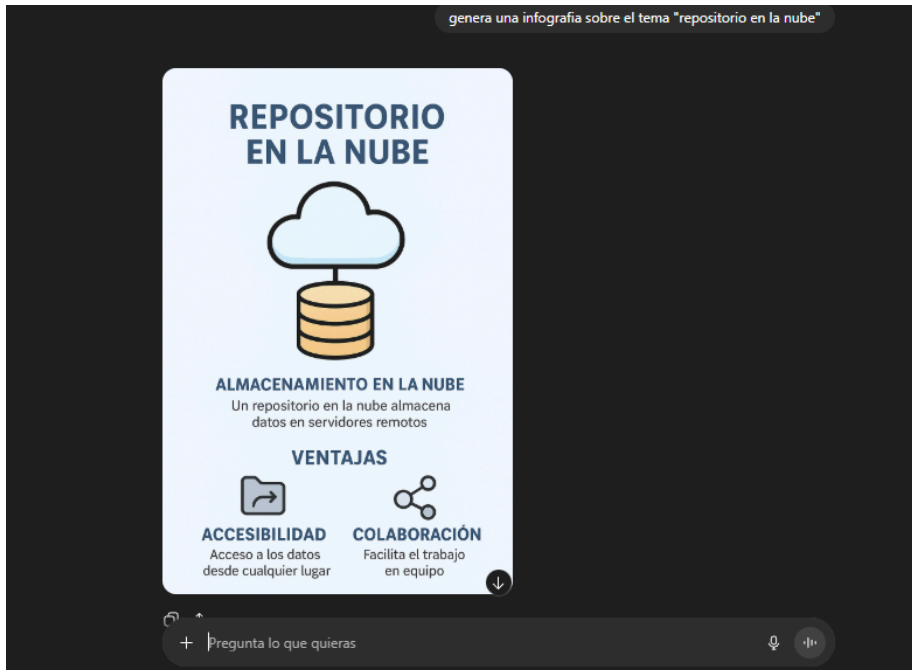 genera una infografia sobre el tema "repositorio en la nube"
REPOSITORIO
EN LA NUBE
ALMACENAMIENTO EN LA NUBE
Un repositorio en la nube almacena
datos en servidores remotos
VENTAJAS
ACCESIBILIDAD
Acceso a los datos
desde cualquier lugar
COLABORACIÓN
Facilita el trabajo
en equipo
Pregunta lo que quieras